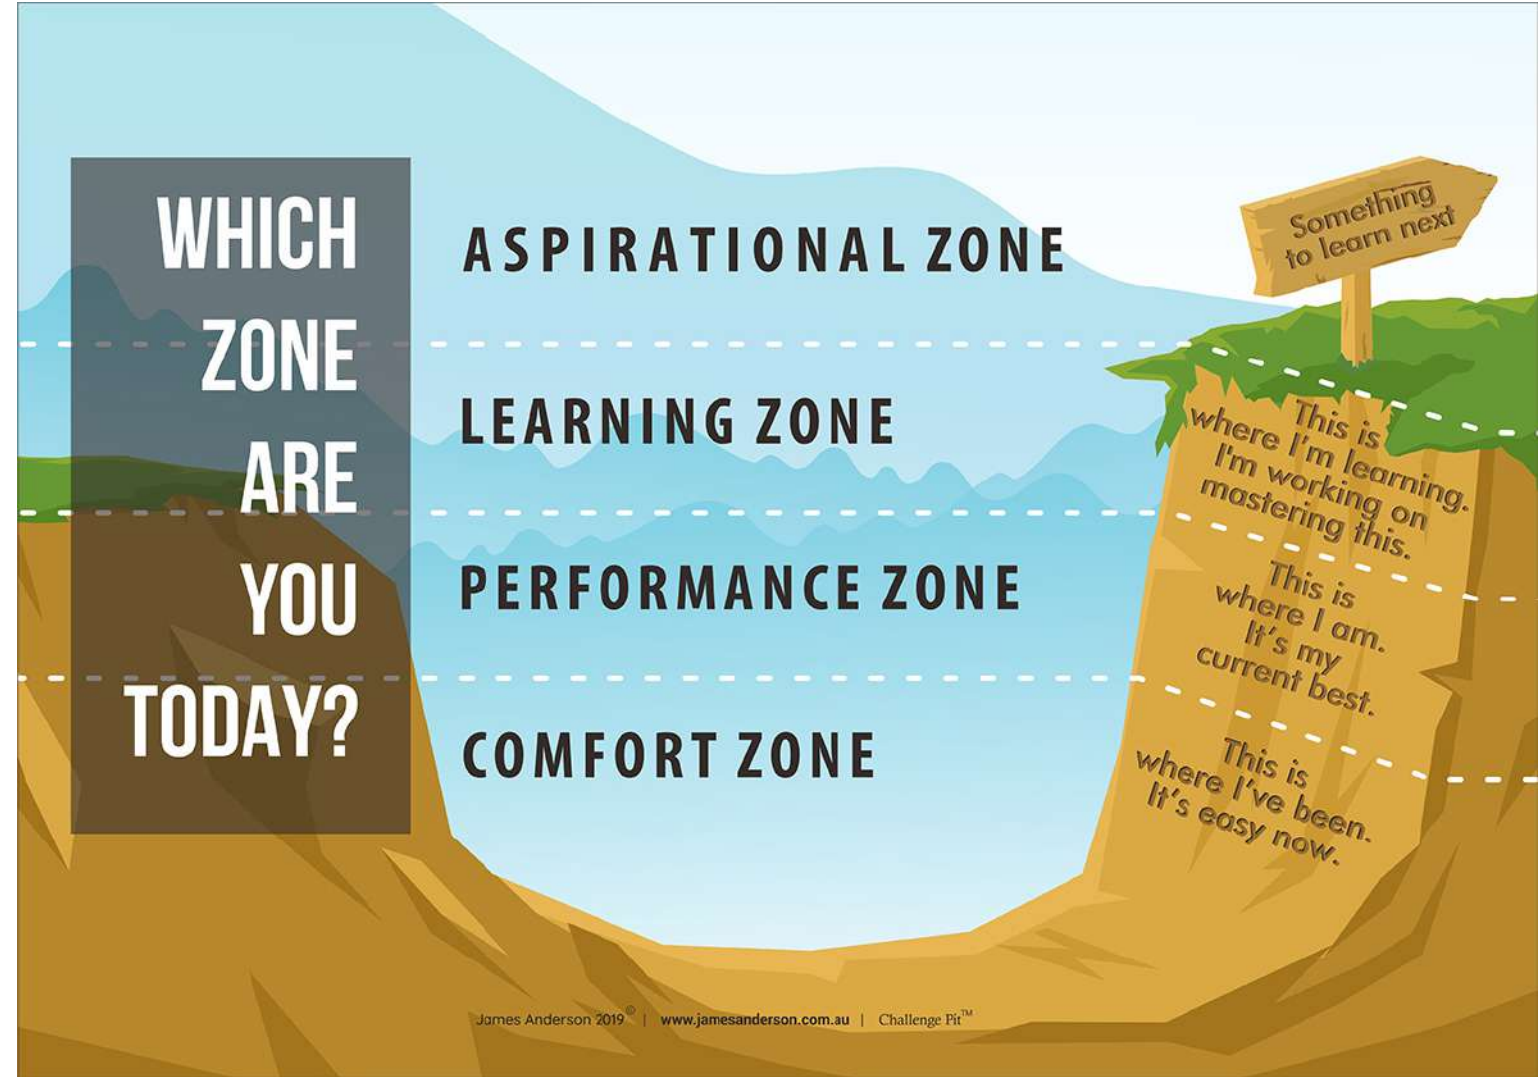 WHICH
ZONE
ARE
YOU
TODAY?
ASPIRATIONAL ZONE
Something
to learn next
LEARNING ZONE
This is
where I'm learning.
I'm working on
mastering this.
PERFORMANCE ZONE
This is
where I am.
It's my
current best.
COMFORT ZONE
This is
where I've been.
It's easy now.
James Anderson 2019© | www.jamesanderson.com.au | Challenge Pit™